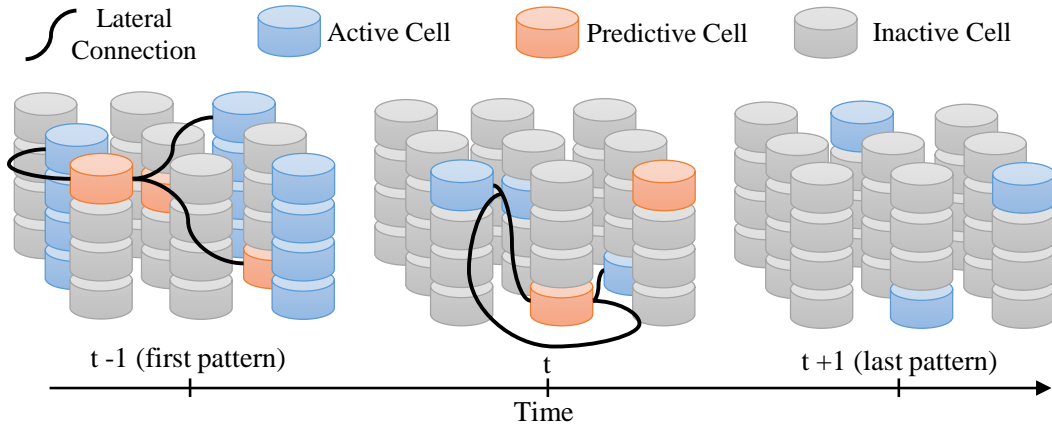 Lateral
Connection
Active Cell
Predictive Cell
Inactive Cell
t -1 (first pattern)
t
t +1 (last pattern)
Time